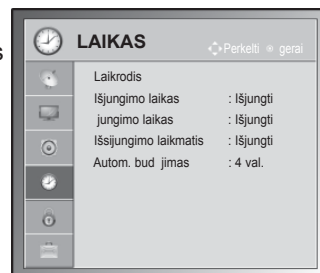 s
LAIKAS
Perkelti gerai
Laikrodis
Išjungimo laikas : Išjungti
jungimo laikas : Išjungti
Išsijungimo laikmatis : Išjungti
Autom. bud jimas : 4 val.